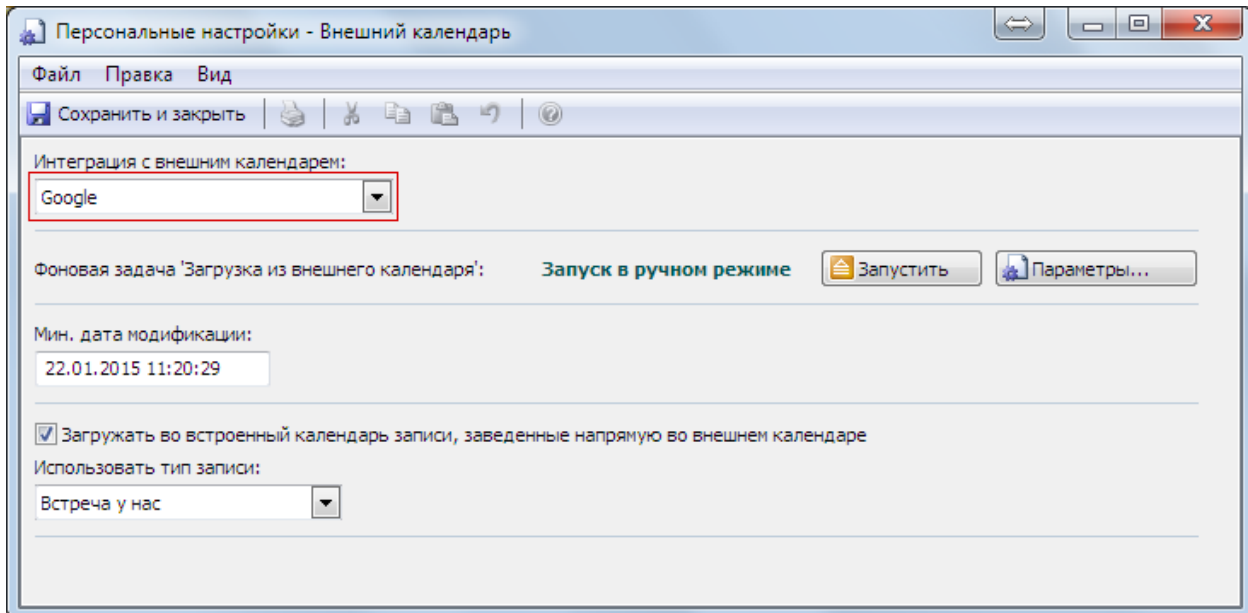 Персональные настройки - Внешний календарь
Файл Правка Вид
Сохранить и закрыть
Интеграция с внешним календарем:
Google
Фоновая задача 'Загрузка из внешнего календаря': Запуск в ручном режиме Запустить Параметры...
Мин. дата модификации:
22.01.2015 11:20:29
Загружать во встроенный календарь записи, заведенные напрямую во внешнем календаре
Использовать тип записи:
Встреча у нас